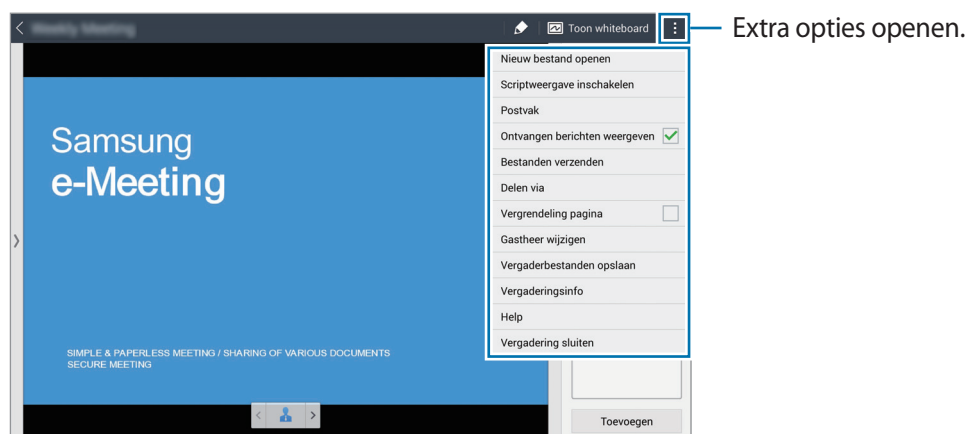 Toon whiteboard
Extra opties openen.
Nieuw bestand openen
Scriptweergave inschakelen
Postvak
Ontvangen berichten weergeven
Bestanden verzenden
Delen via
Vergrendeling pagina
Gastheer wijzigen
Vergaderbestanden opslaan
Vergaderingsinfo
Help
Vergadering sluiten
Samsung
e-Meeting
SIMPLE & PAPERLESS MEETING / SHARING OF VARIOUS DOCUMENTS
SECURE MEETING
Toevoegen